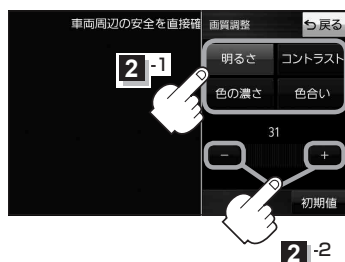 車両周辺の安全を直接確
画質調整
戻る
2-1
明るさ
コントラスト
色の濃さ
色合い
31
－
＋
初期値
2-2